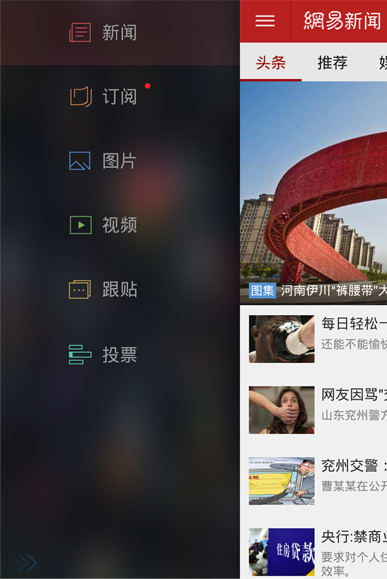 新闻
订阅
图片
视频
跟贴
投票
網易新闻
头条 推荐
图集 河南伊川"裤腰带"大
每日轻松一
还能不能愉快
网友因骂"交
山东兖州警方
兖州交警：
曹某某在公开
央行:禁商业
要求对个人住
效率。
住房贷款